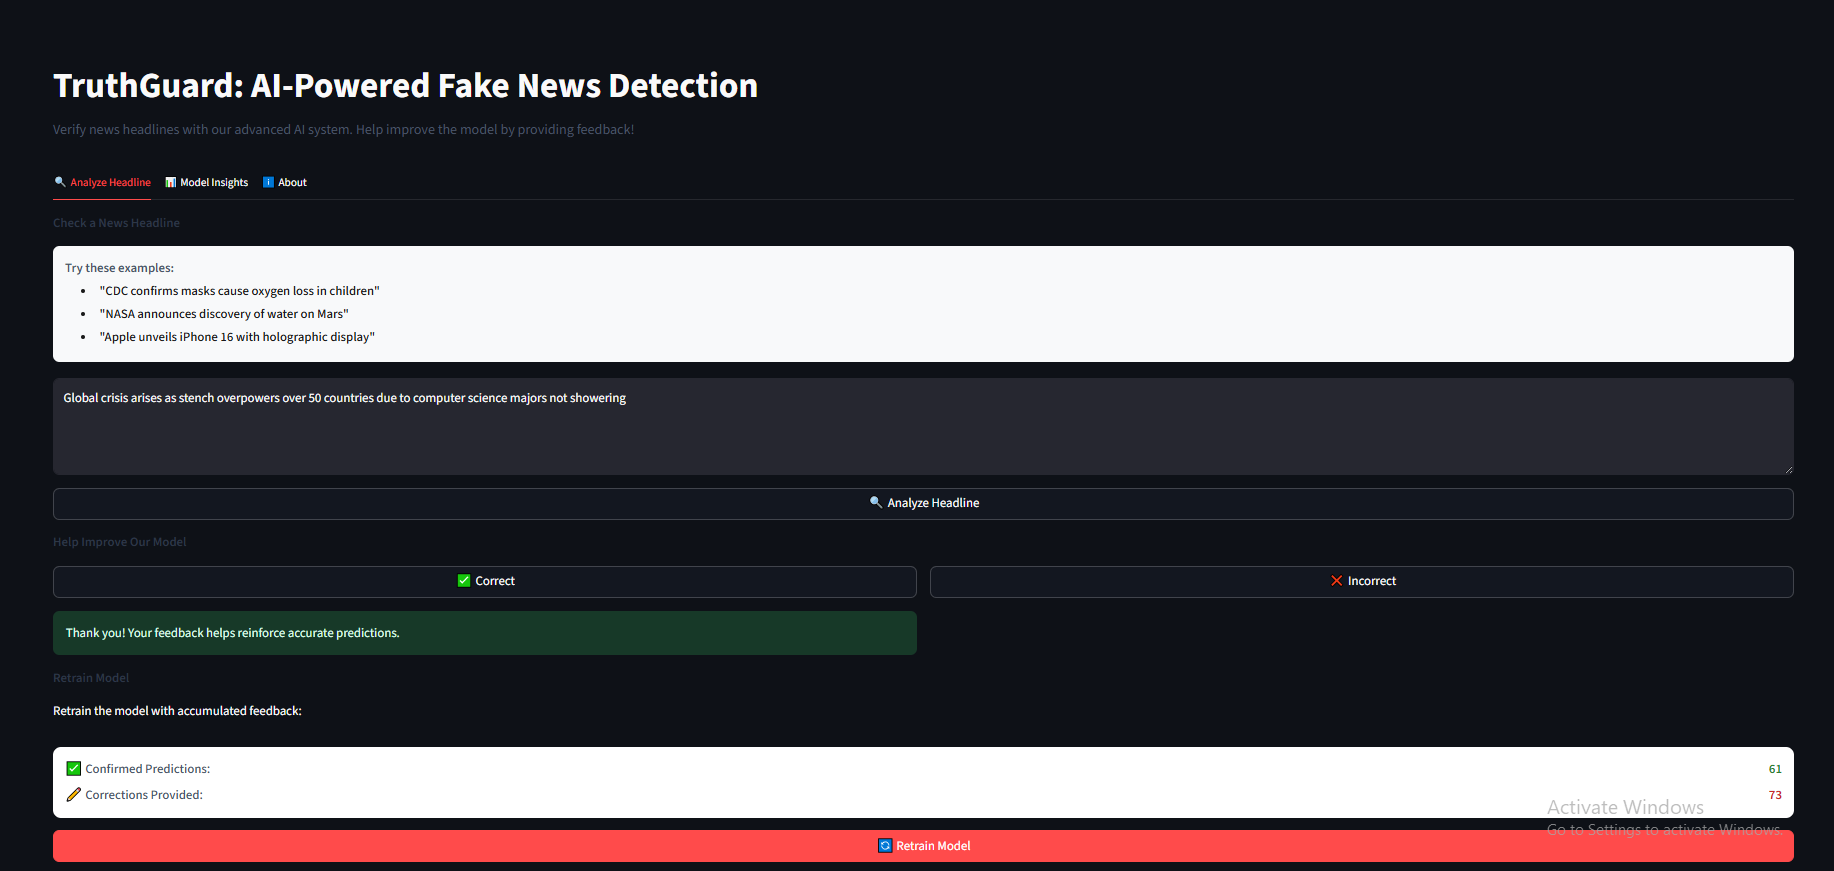 TruthGuard: AI-Powered Fake News Detection
Verify news headlines with our advanced AI system. Help improve the model by providing feedback!
🔍 Analyze Headline 📊 Model Insights ℹ️ About
Check a News Headline
Try these examples:
• "CDC confirms masks cause oxygen loss in children"
• "NASA announces discovery of water on Mars"
• "Apple unveils iPhone 16 with holographic display"
Global crisis arises as stench overpowers over 50 countries due to computer science majors not showering
🔍 Analyze Headline
Help Improve Our Model
✅ Correct ❌ Incorrect
Thank you! Your feedback helps reinforce accurate predictions.
Retrain Model
Retrain the model with accumulated feedback:
✅ Confirmed Predictions: 61
✏️ Corrections Provided: 73
Activate Windows
Go to Settings to activate Windows.
🔄 Retrain Model